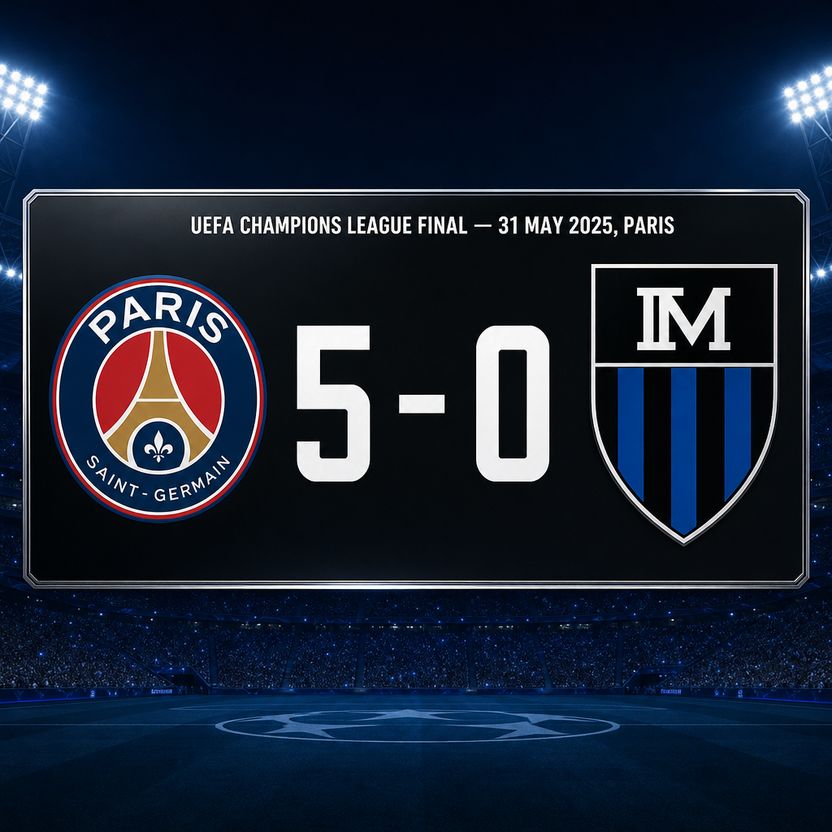 UEFA CHAMPIONS LEAGUE FINAL — 31 MAY 2025, PARIS
PARIS
SAINT-GERMAIN
5-0
IM